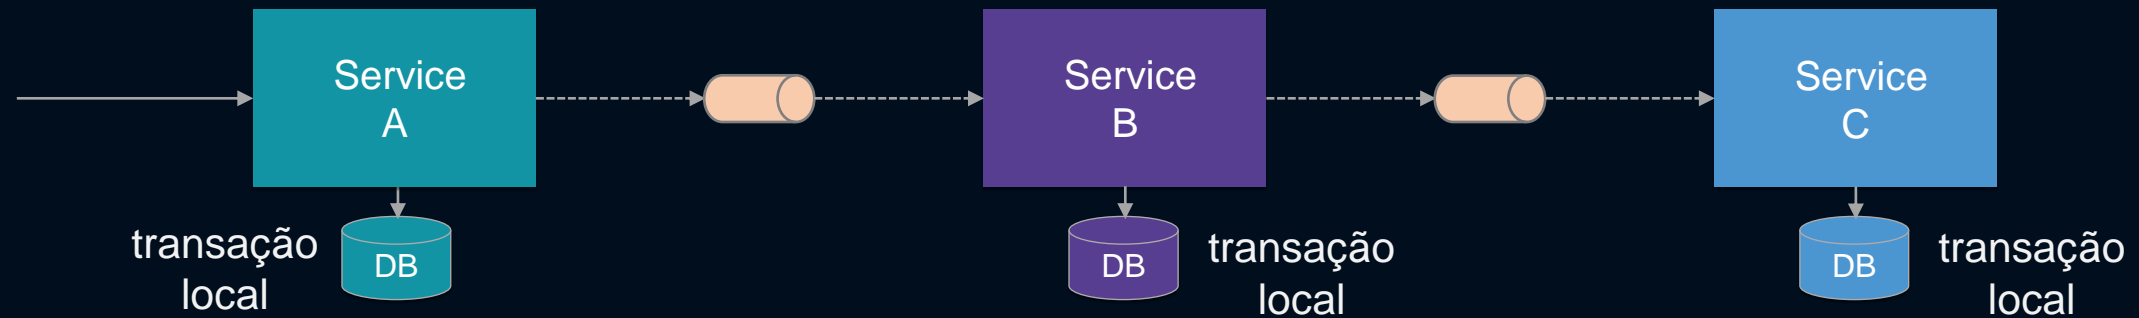 Service
A
Service
B
Service
C
transação
local
DB
DB
transação
local
DB
transação
local